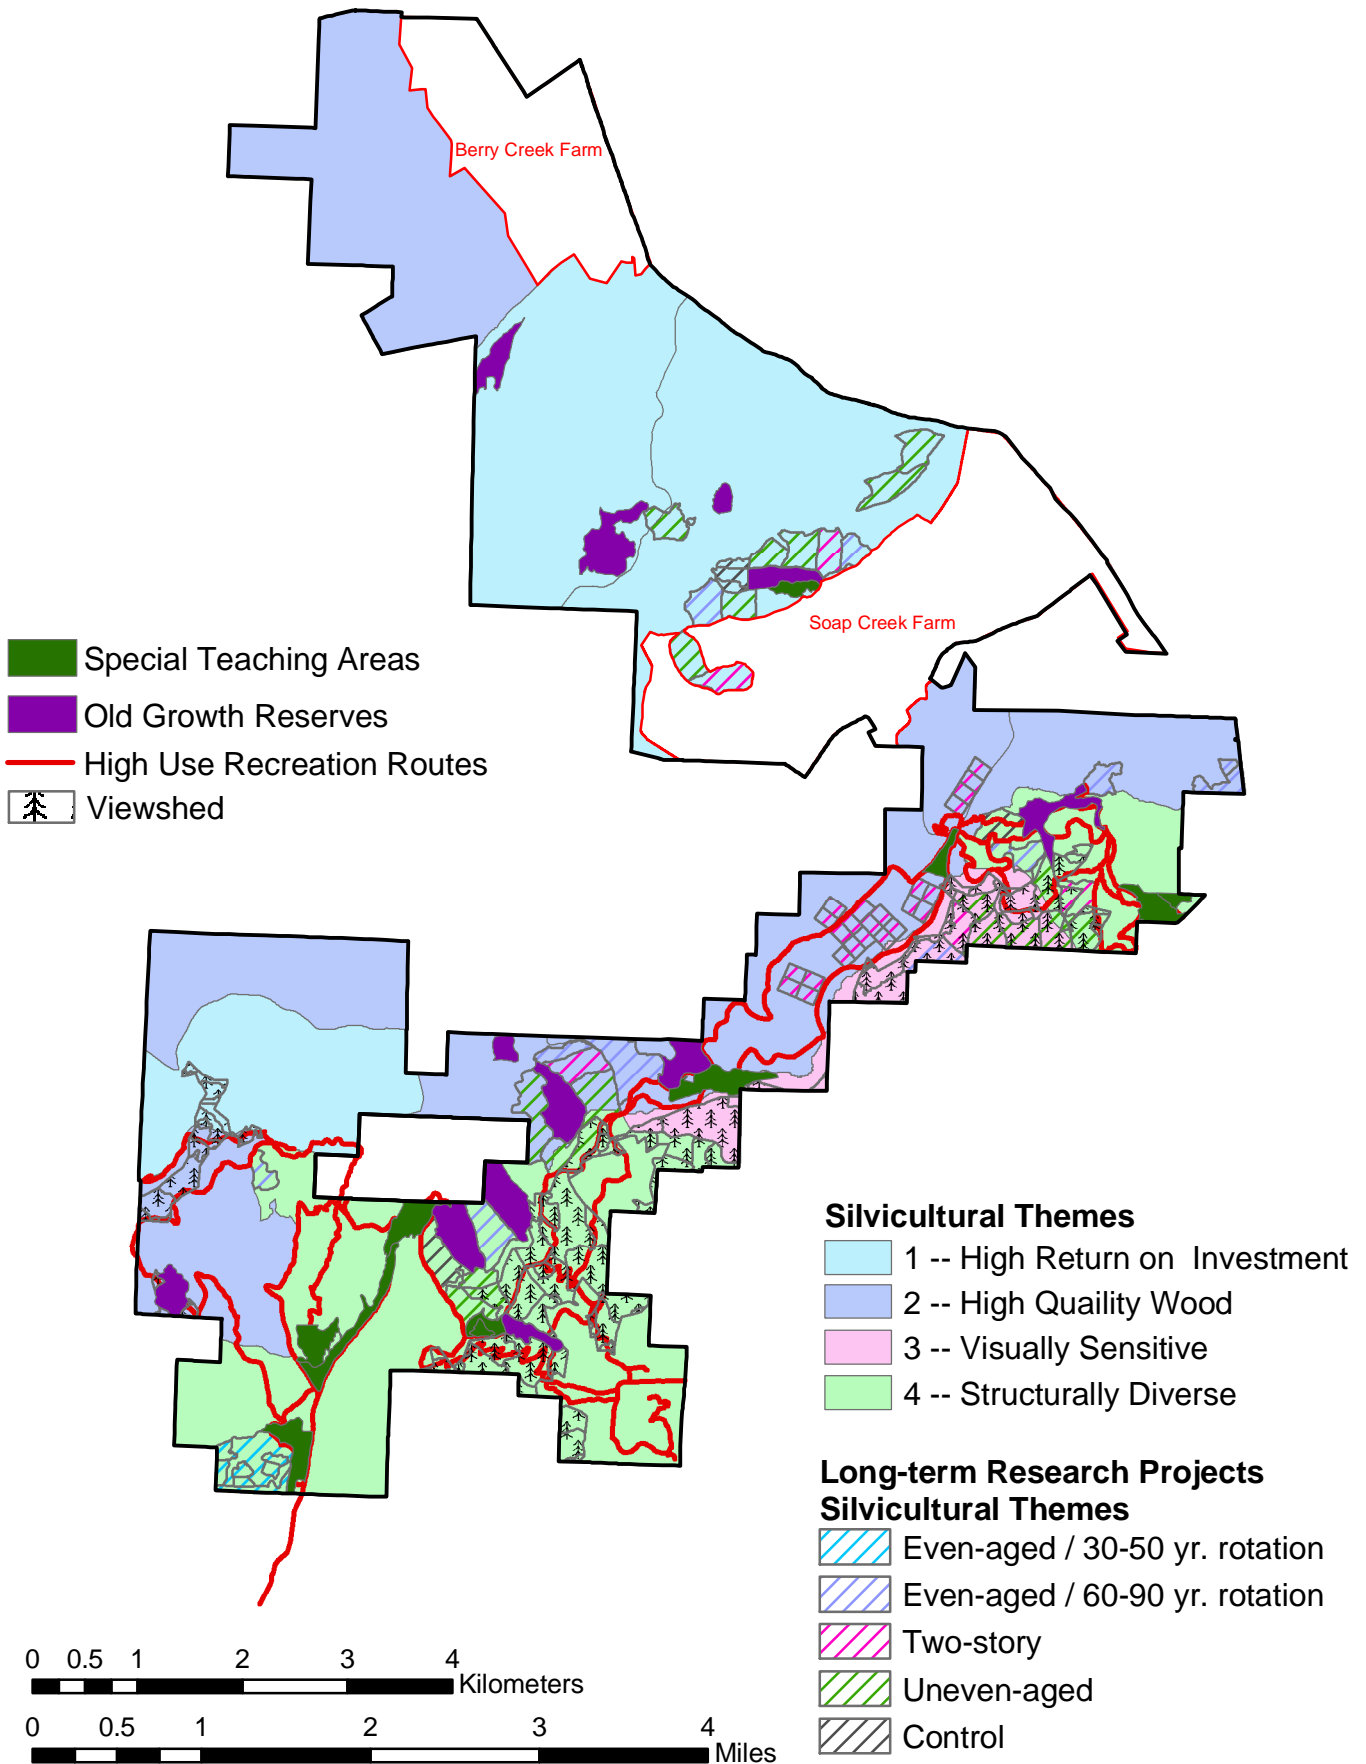 Berry Creek Farm
Soap Creek Farm
Special Teaching Areas
Old Growth Reserves
High Use Recreation Routes
Viewshed
Silvicultural Themes
1 -- High Return on  Investment
2 -- High Quaility Wood
3 -- Visually Sensitive
4 -- Structurally Diverse
Long-term Research Projects
Silvicultural Themes
Even-aged / 30-50 yr. rotation
Even-aged / 60-90 yr. rotation
Two-story
Uneven-aged
Control
0 0.5 1 2 3 4
Kilometers
0 0.5 1 2 3 4
Miles